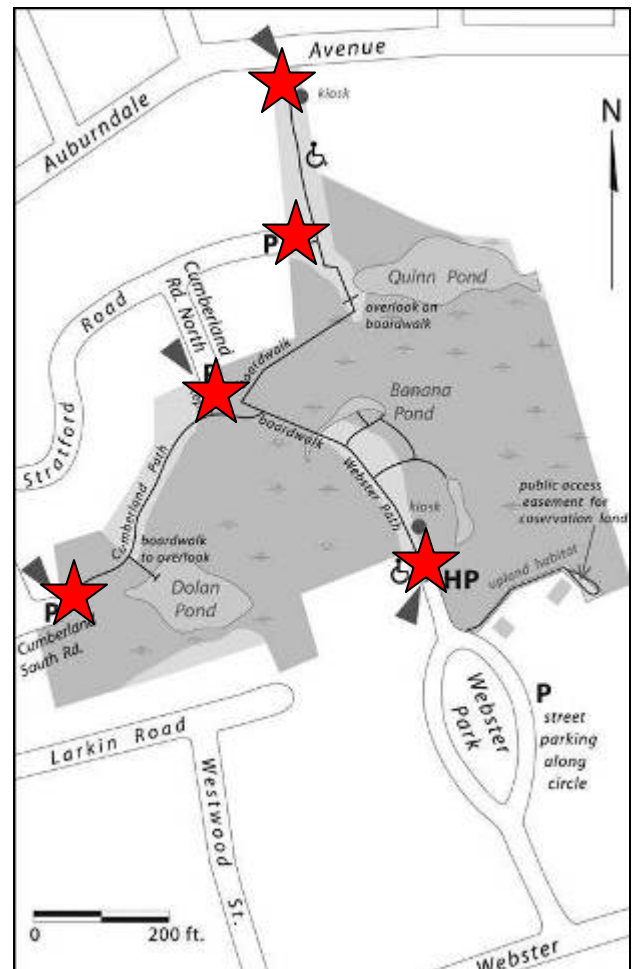 Avenue
Auburndale
kiosk
N
P
Quinn Pond
Road
Cumberland
Rd. North
overlook on
boardwalk
boardwalk
Banana
Pond
boardwalk
Stratford
Webster Path
Cumberland Path
public access
easement for
coservation land
kiosk
boardwalk
to overlook
HP
upland habitat
Dolan
Pond
P
Cumberland
South Rd.
Webster
Park
P
street
parking
along
circle
Larkin Road
Westwood St.
0 200 ft.
Webster